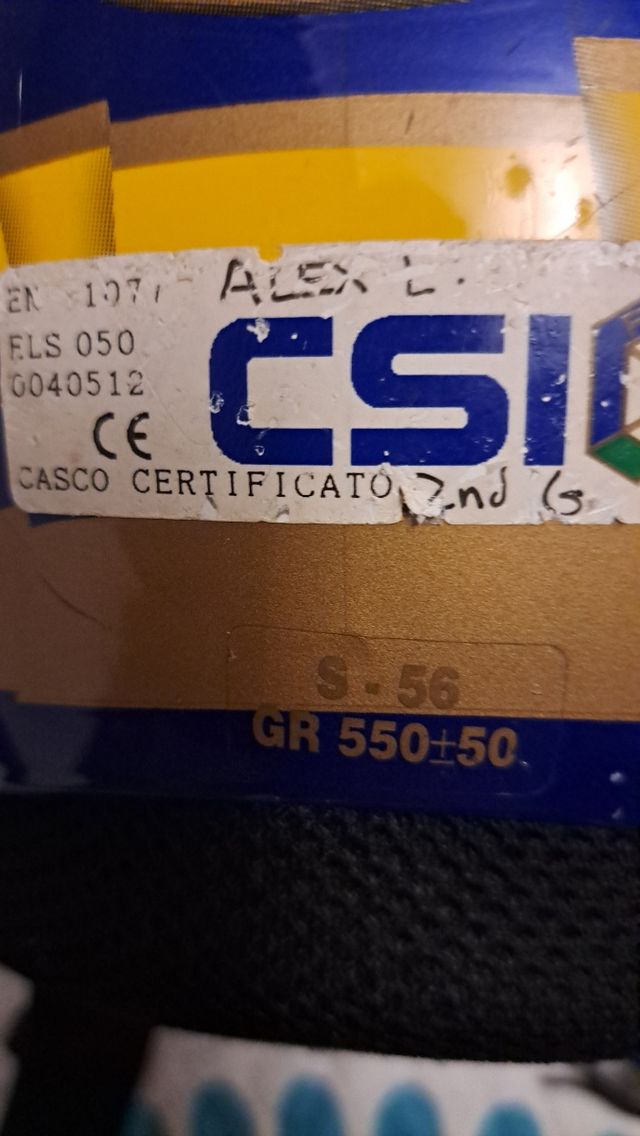 EN 1077 ALEX L.
ELS 050
0040512
CSI
CE
CASCO CERTIFICATO 2nd
S - 56
GR 550±50